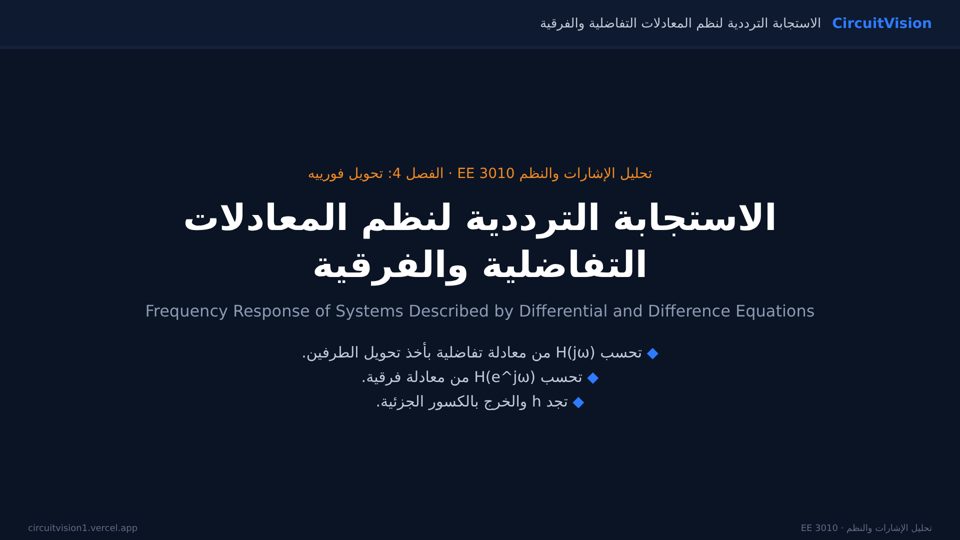 CircuitVision الاستجابة الترددية لنظم المعادلات التفاضلية والفرقية
تحليل الإشارات والنظم EE 3010 · الفصل 4: تحويل فورييه
الاستجابة الترددية لنظم المعادلات
التفاضلية والفرقية
Frequency Response of Systems Described by Differential and Difference Equations
◆ تحسب H(jω) من معادلة تفاضلية بأخذ تحويل الطرفين.
◆ تحسب H(e^jω) من معادلة فرقية.
◆ تجد h والخرج بالكسور الجزئية.
تحليل الإشارات والنظم · EE 3010
circuitvision1.vercel.app